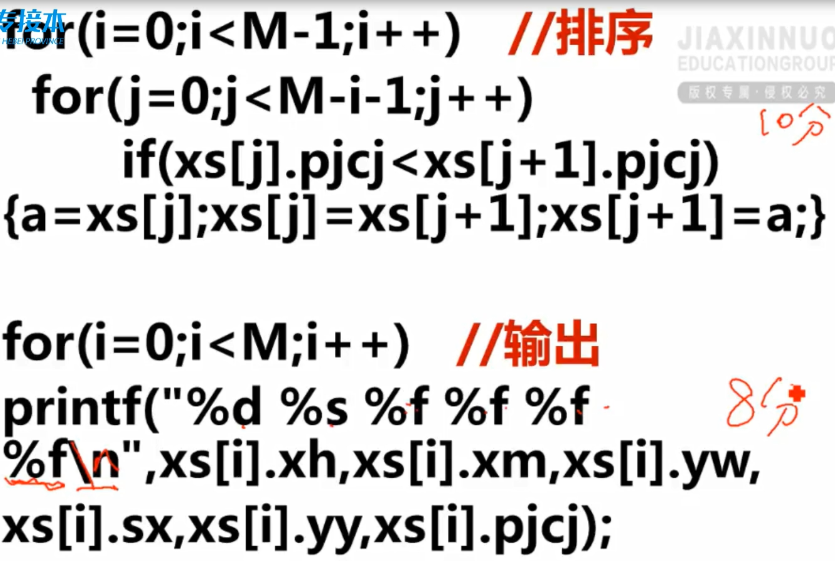 专接本
HEBEI PROVINCE
for(i=0;i<M-1;i++) //排序
JIAXINNUO
EDUCATIONGROUP
版权专属·侵权必究
for(j=0;j<M-i-1;j++)
10分
if(xs[j].pjcj<xs[j+1].pjcj)
{a=xs[j];xs[j]=xs[j+1];xs[j+1]=a;}
for(i=0;i<M;i++) //输出
printf("%d %s %f %f %f
8分
%f\n",xs[i].xh,xs[i].xm,xs[i].yw,
xs[i].sx,xs[i].yy,xs[i].pjcj);